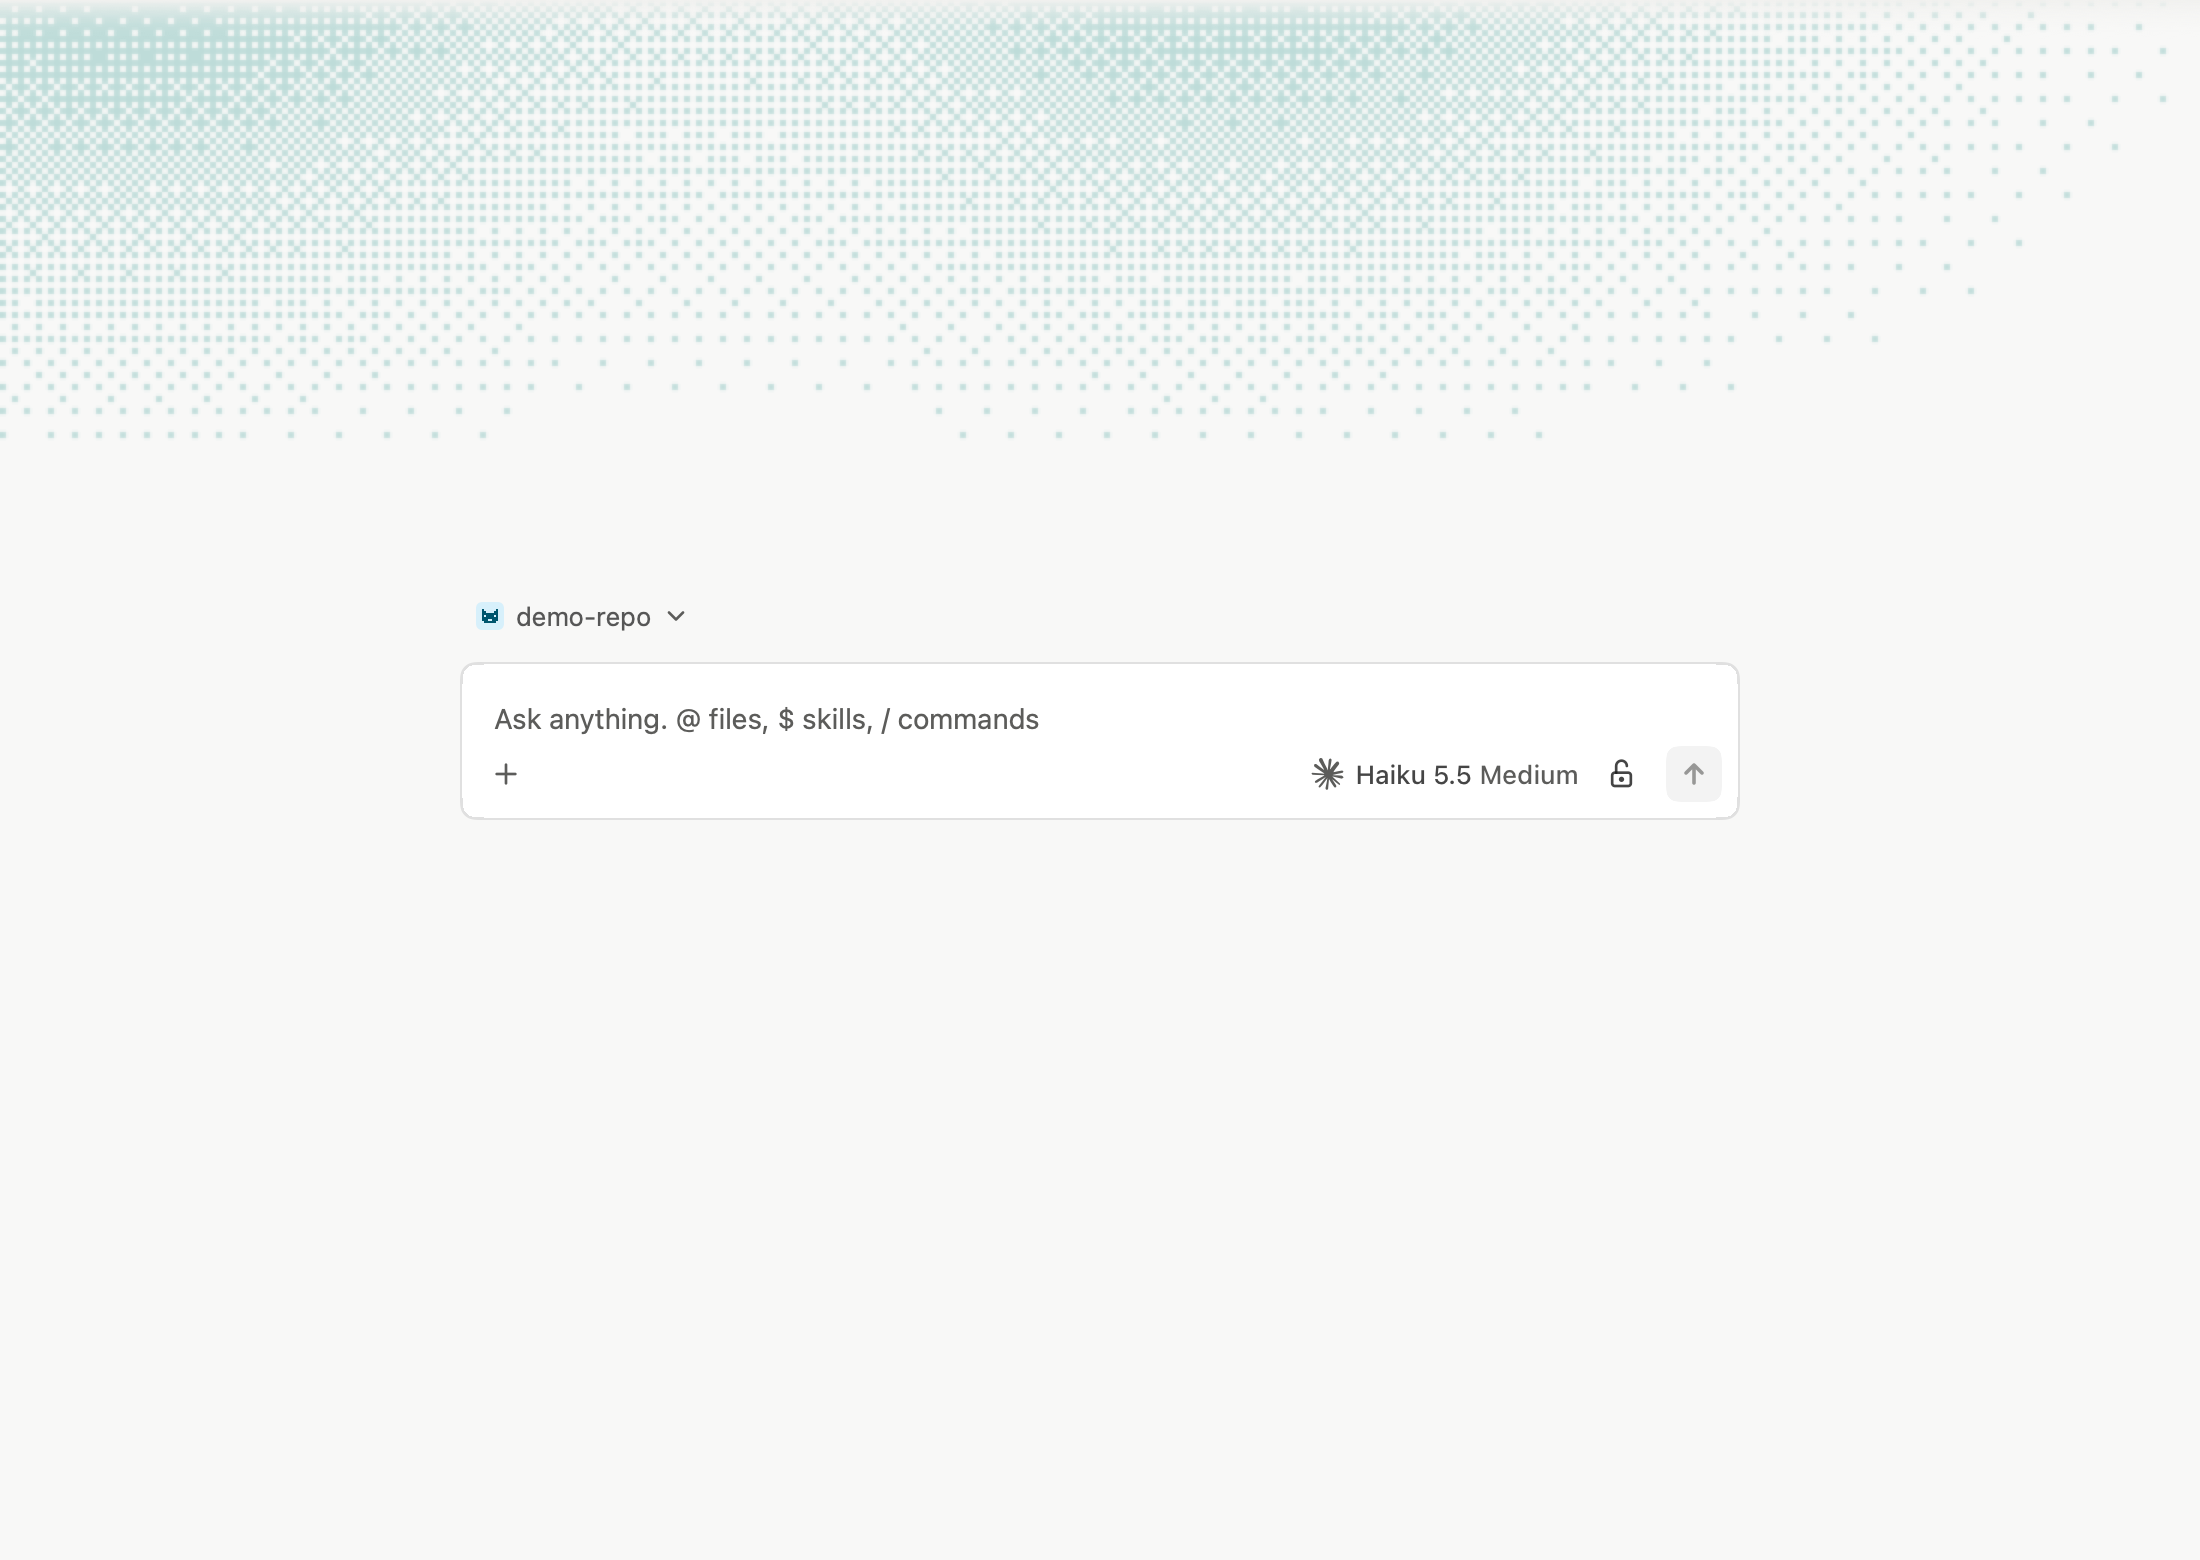 demo-repo
Ask anything. @ files, $ skills, / commands
Haiku 5.5 Medium